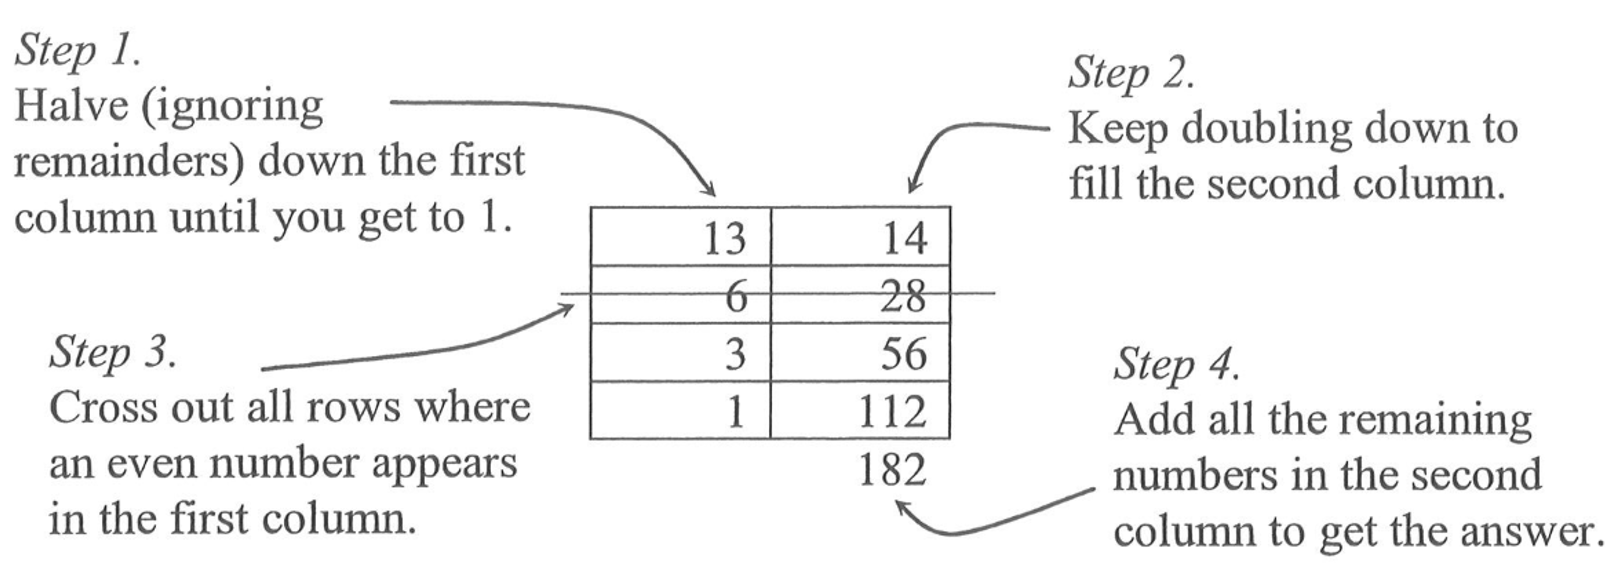 Step 1.
Halve (ignoring
remainders) down the first
column until you get to 1.
Step 2.
Keep doubling down to
fill the second column.
13 14
6 28
3 56
1 112
182
Step 3.
Cross out all rows where
an even number appears
in the first column.
Step 4.
Add all the remaining
numbers in the second
column to get the answer.